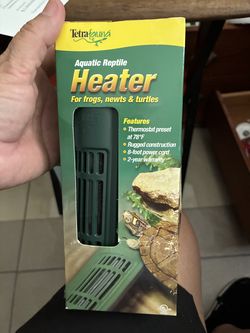 Tetrafauna
Aquatic Reptile
Heater
For frogs, newts & turtles
Features
• Thermostat preset
at 78°F
• Rugged construction
• 8-foot power cord
• 2-year warranty